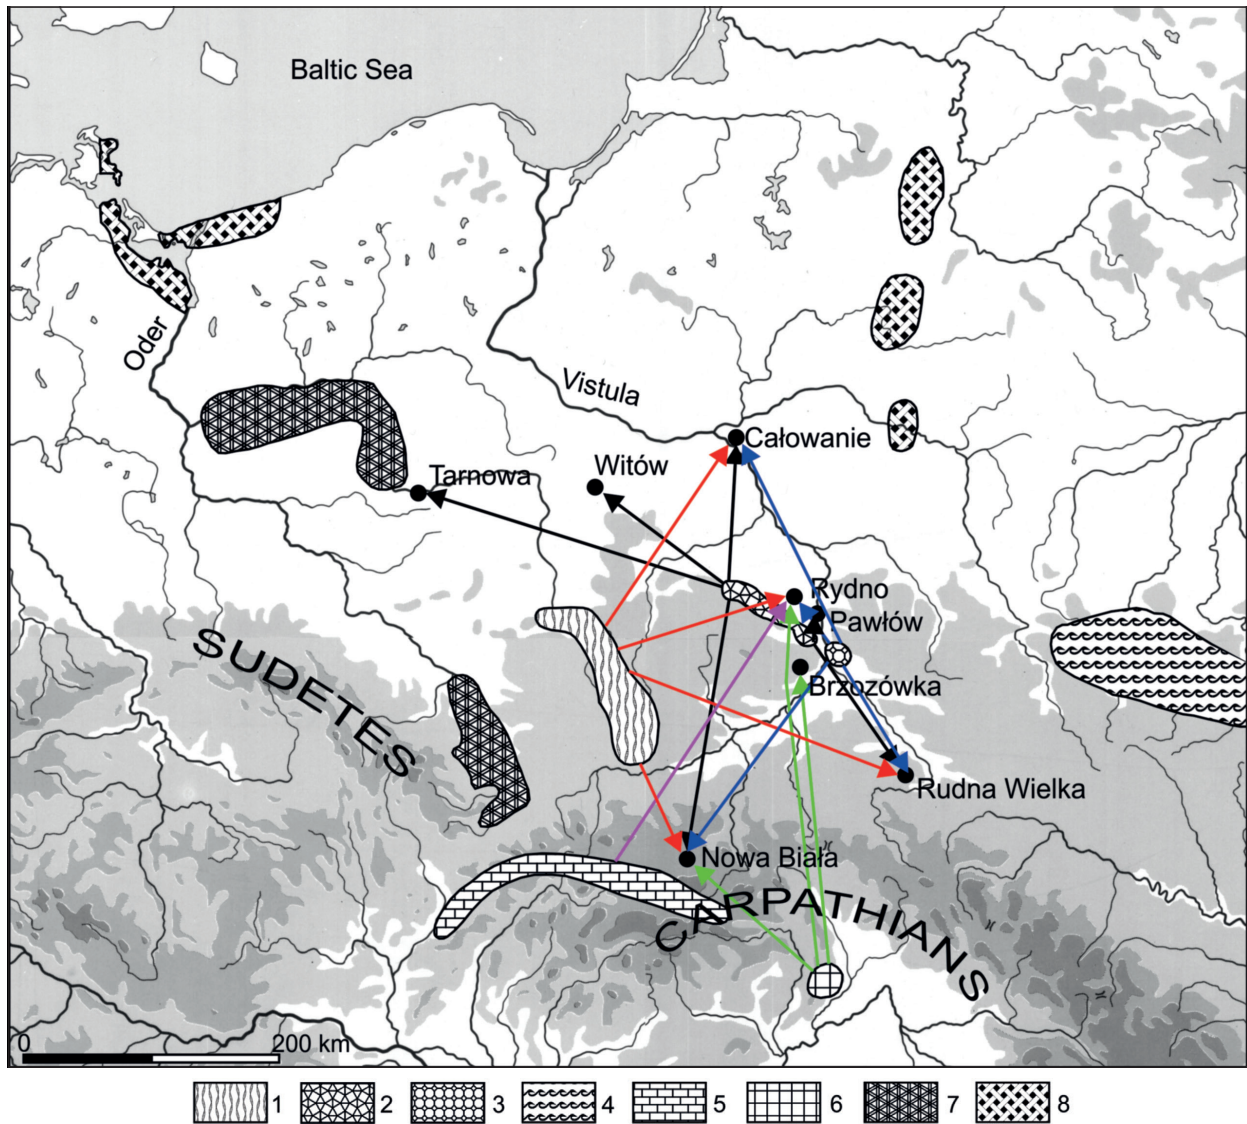 Baltic Sea
Oder
Vistula
Całowanie
Witów
Tarnowa
Rydno
Pawłów
Brzozówka
SUDETES
Rudna Wielka
Nowa Biała
CARPATHIANS
0 200 km
1 2 3 4 5 6 7 8